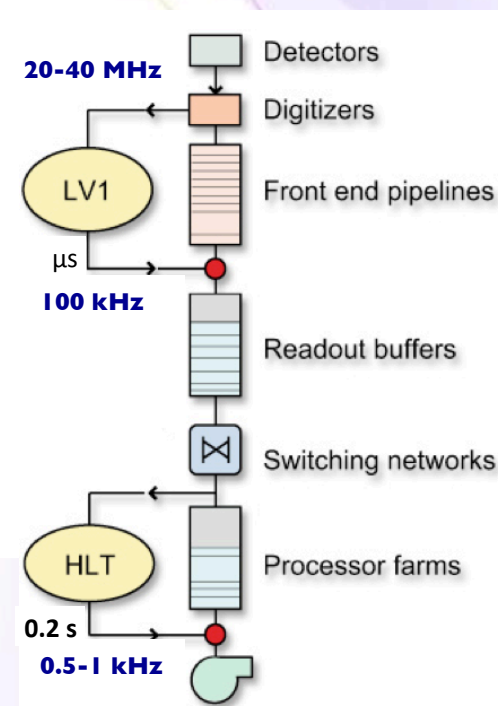 Detectors
20-40 MHz
Digitizers
LV1
Front end pipelines
µs
100 kHz
Readout buffers
Switching networks
HLT
Processor farms
0.2 s
0.5-1 kHz